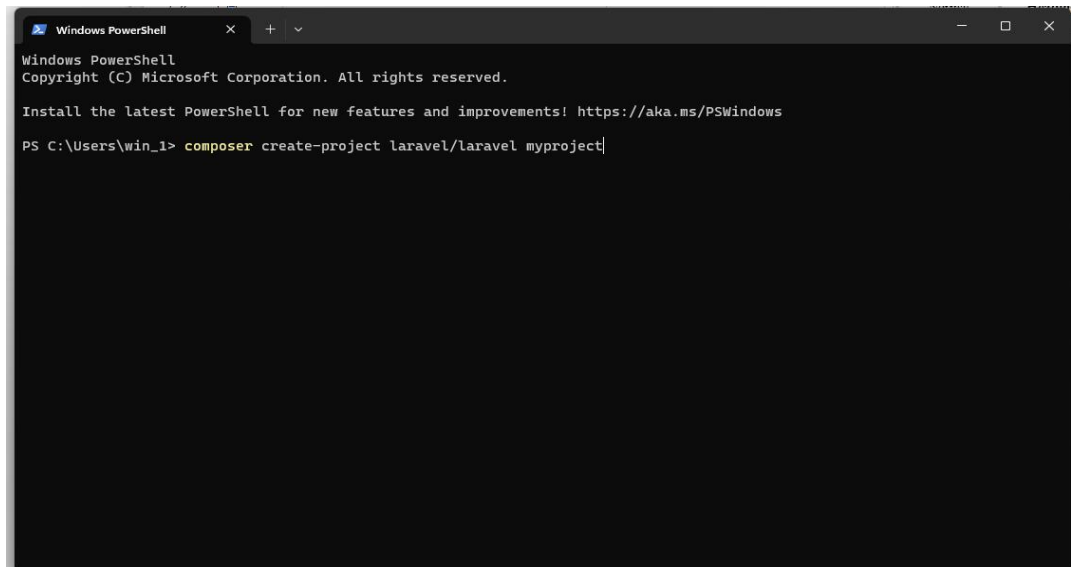 Windows PowerShell
Windows PowerShell
Copyright (C) Microsoft Corporation. All rights reserved.
Install the latest PowerShell for new features and improvements! https://aka.ms/PSWindows
PS C:\Users\win_1> composer create-project laravel/laravel myproject